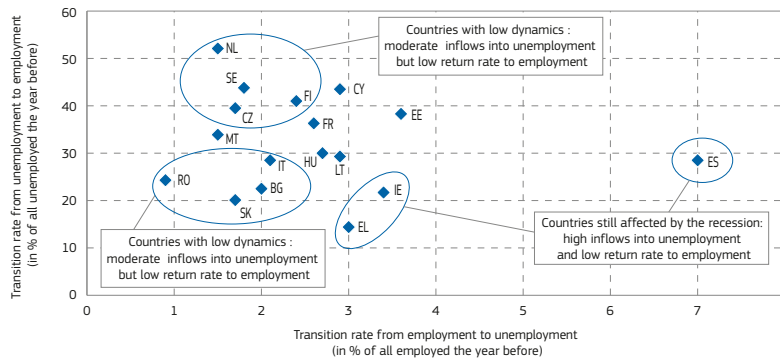 Transition rate from unemployment to employment
(in % of all unemployed the year before)
60
50
40
30
20
10
0
0
1
2
3
4
5
6
7
NL
SE
CZ
FI
CY
EE
FR
MT
HU
LT
IT
RO
BG
SK
IE
EL
ES
Countries with low dynamics :
moderate inflows into unemployment
but low return rate to employment
Countries with low dynamics :
moderate inflows into unemployment
but low return rate to employment
Countries still affected by the recession:
high inflows into unemployment
and low return rate to employment
Transition rate from employment to unemployment
(in % of all employed the year before)